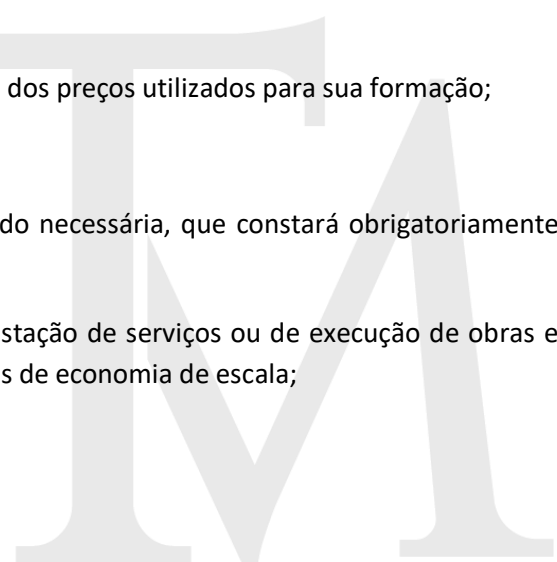 dos preços utilizados para sua formação;
do necessária, que constará obrigatoriamente
stação de serviços ou de execução de obras e
s de economia de escala;
TM